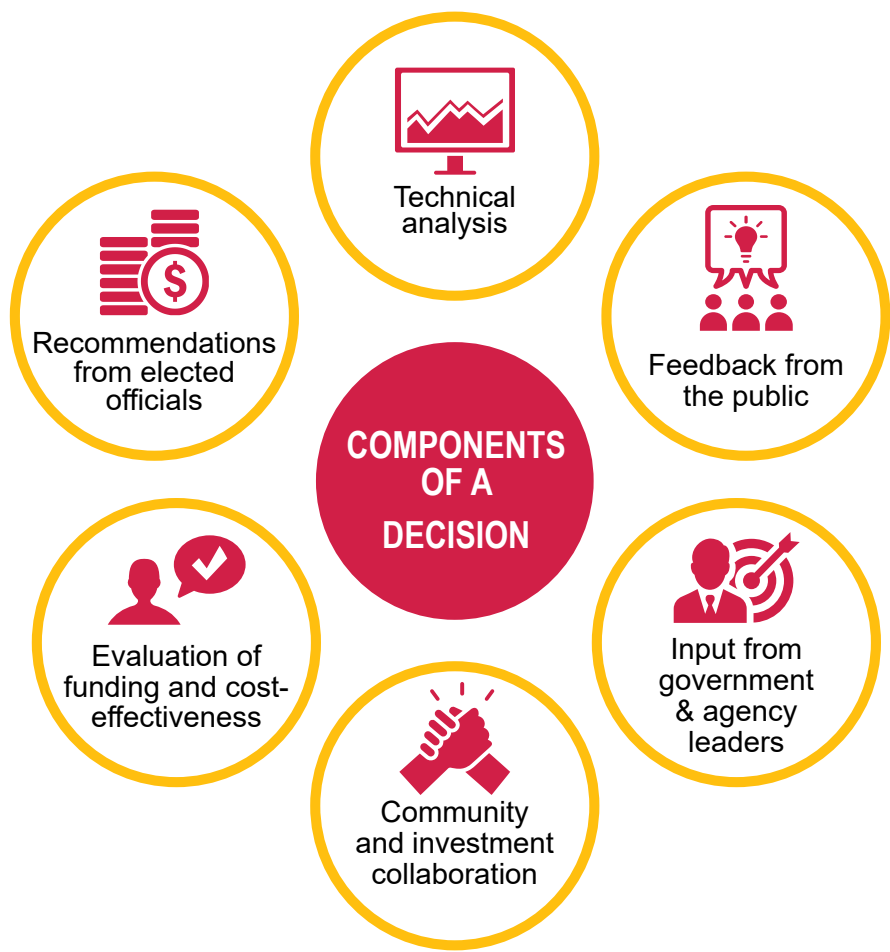 Technical
analysis
Feedback from
the public
Input from
government
& agency
leaders
Community
and investment
collaboration
Evaluation of
funding and cost-
effectiveness
$
Recommendations
from elected
officials
COMPONENTS
OF A
DECISION